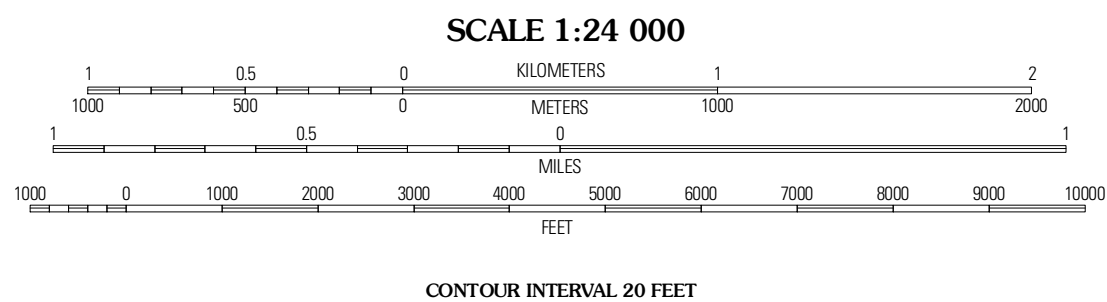 SCALE 1:24 000
1 0.5 0 KILOMETERS 1 2
1000 500 0 METERS 1000 2000
1 0.5 0 1
MILES
1000 0 1000 2000 3000 4000 5000 6000 7000 8000 9000 10000
FEET
CONTOUR INTERVAL 20 FEET